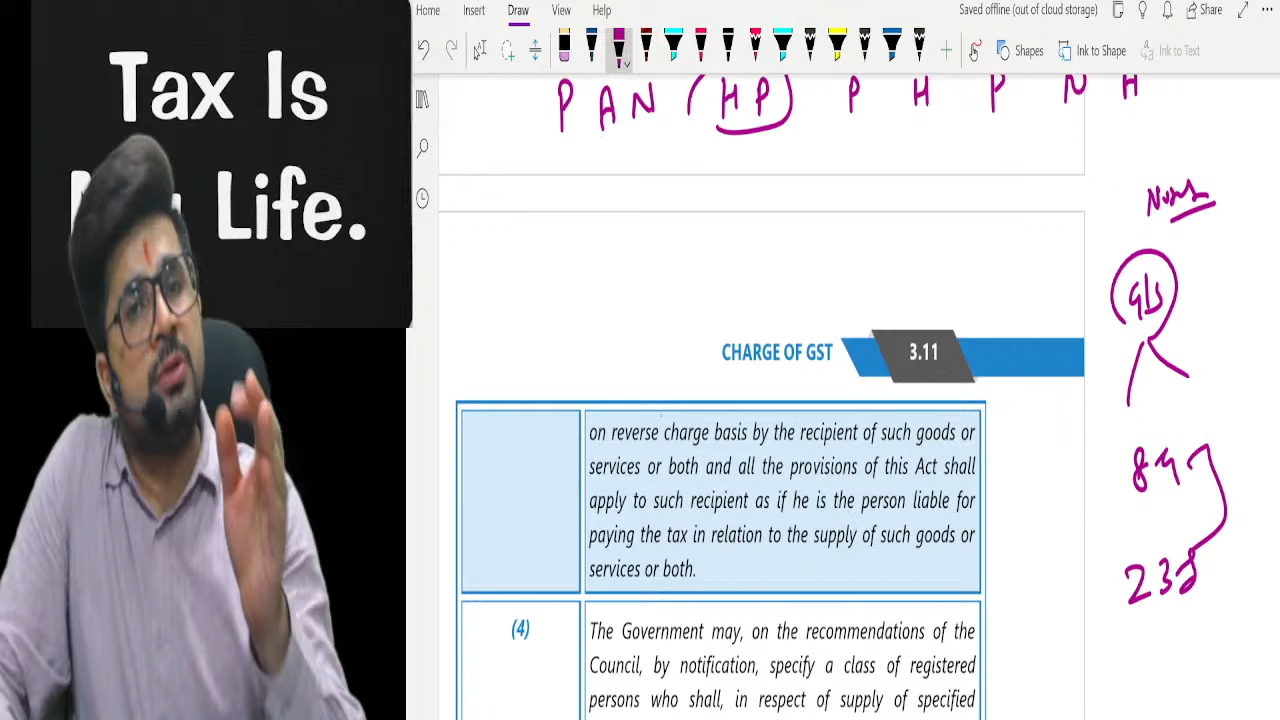 Home Insert Draw View Help Saved offline (out of cloud storage) Share
Shapes Ink to Shape Ink to Text
Tax Is
Life.
P A N (HP) P H P N H
G/S
CHARGE OF GST 3.11
on reverse charge basis by the recipient of such goods or
services or both and all the provisions of this Act shall
apply to such recipient as if he is the person liable for
paying the tax in relation to the supply of such goods or
services or both.
(4) The Government may, on the recommendations of the
Council, by notification, specify a class of registered
persons who shall, in respect of supply of specified
238